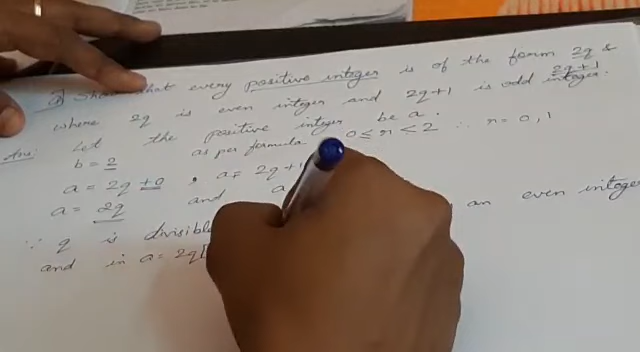 a) Show that every positive integer is of the form 2q &
2q+1
where 2q is even integer and 2q+1 is odd integer.
Ans: Let the positive integer be a.
b = 2 as per formula 0 ≤ r < 2 ∴ r = 0, 1
a = 2q + 0 , a = 2q+1
a = 2q and a
∵ q is divisible an even integer
and in a = 2q